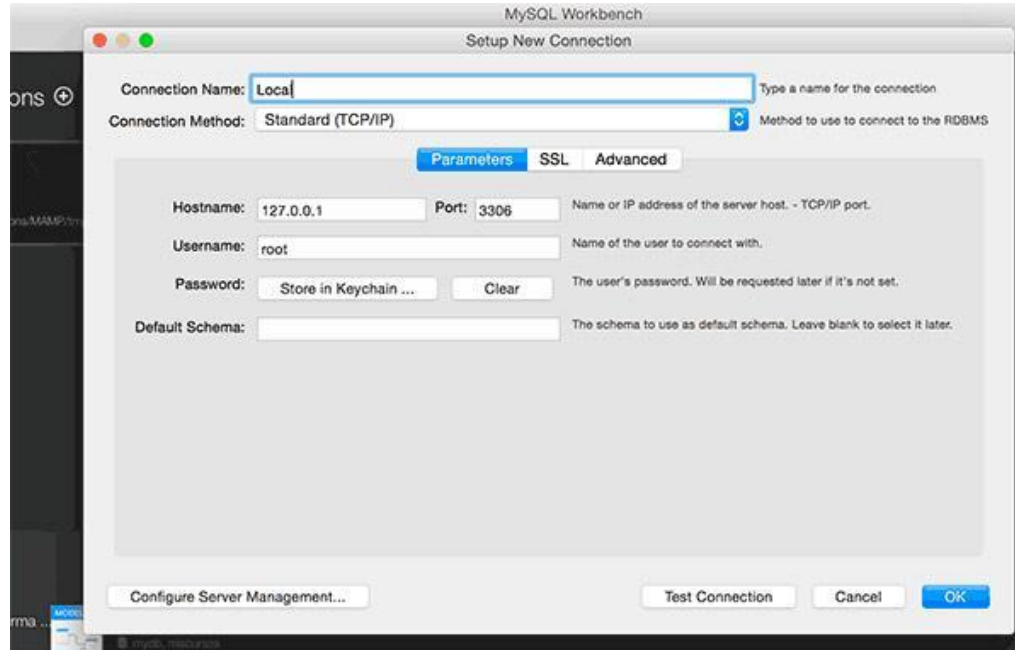 MySQL Workbench
Setup New Connection
ons
Connection Name: Local Type a name for the connection
Connection Method: Standard (TCP/IP) Method to use to connect to the RDBMS
Parameters SSL Advanced
Hostname: 127.0.0.1 Port: 3306 Name or IP address of the server host. - TCP/IP port.
Username: root Name of the user to connect with.
Password: Store in Keychain ... Clear The user's password. Will be requested later if it's not set.
Default Schema: The schema to use as default schema. Leave blank to select it later.
Configure Server Management... Test Connection Cancel OK
rma ...
MODEL